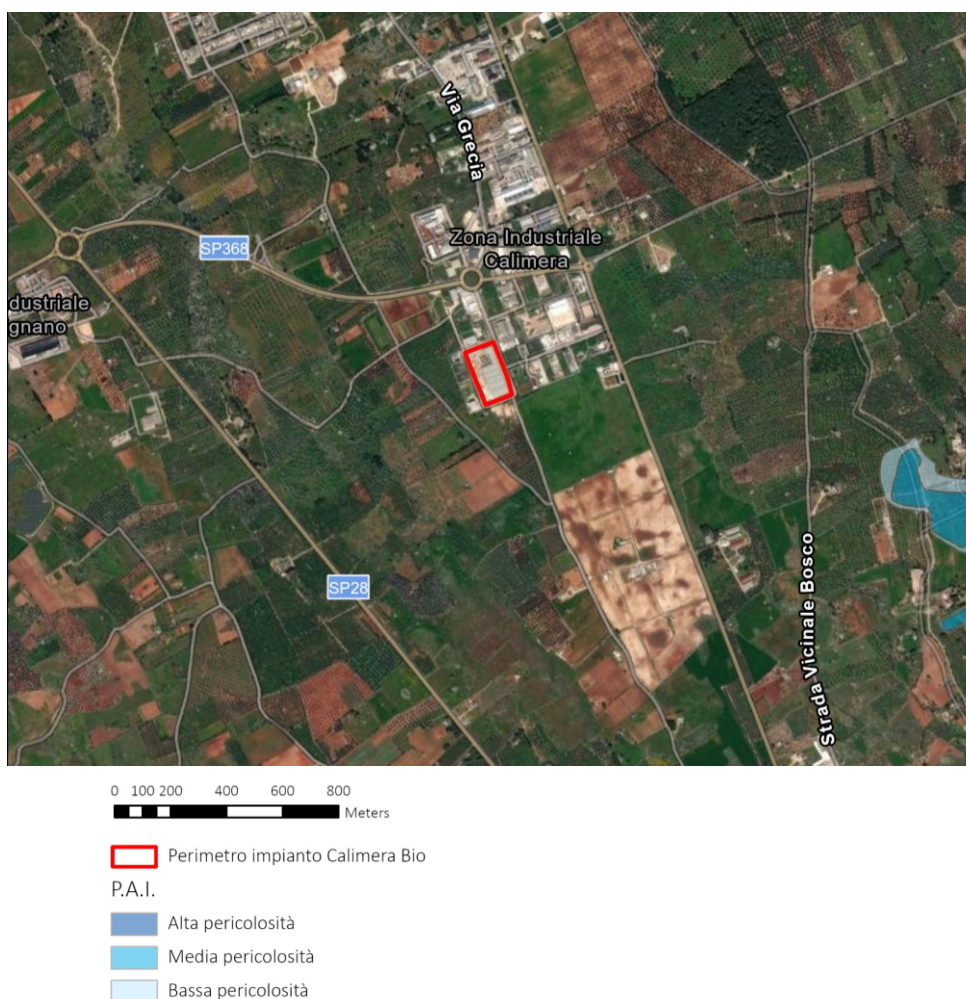 Via Grecia
SP368
Zona Industriale
Calimera
dustriale
gnano
SP28
Strada Vicinale Bosco
0 100 200 400 600 800
Meters
Perimetro impianto Calimera Bio
P.A.I.
Alta pericolosità
Media pericolosità
Bassa pericolosità